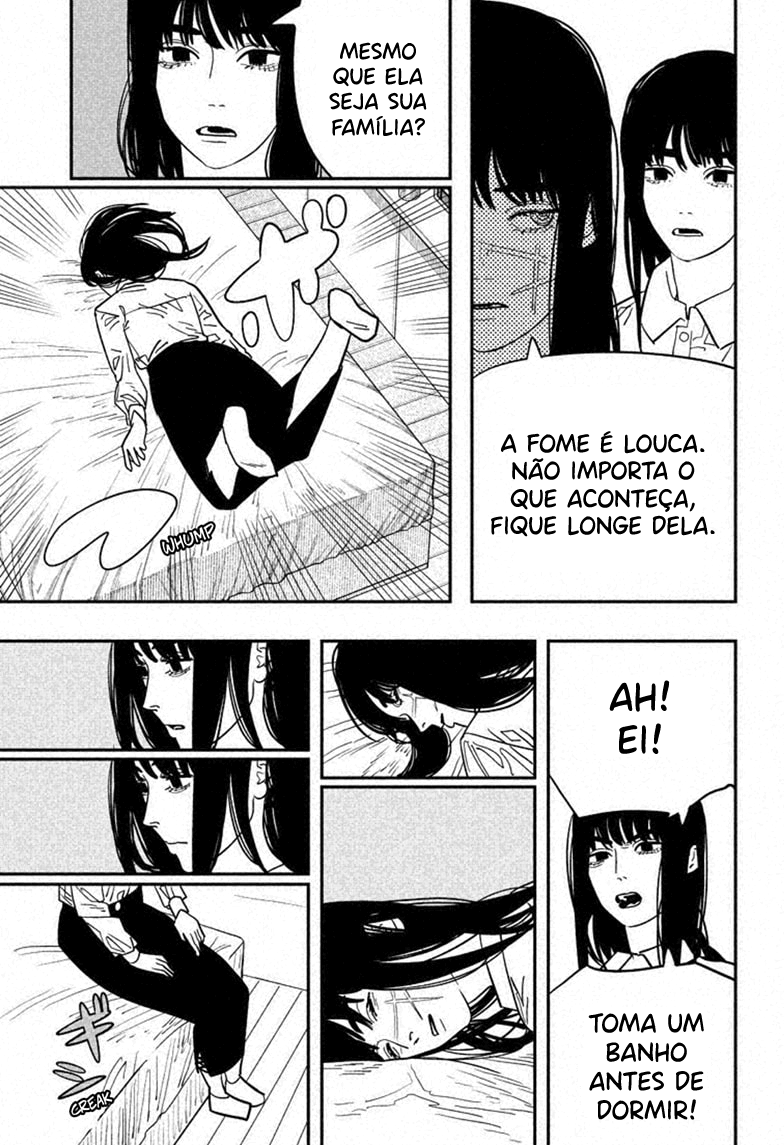 A FOME É LOUCA.
NÃO IMPORTA O
QUE ACONTEÇA,
FIQUE LONGE DELA.
MESMO
QUE ELA
SEJA SUA
FAMÍLIA?
WHUMP
AH!
EI!
TOMA UM
BANHO
ANTES DE
DORMIR!
CREAK